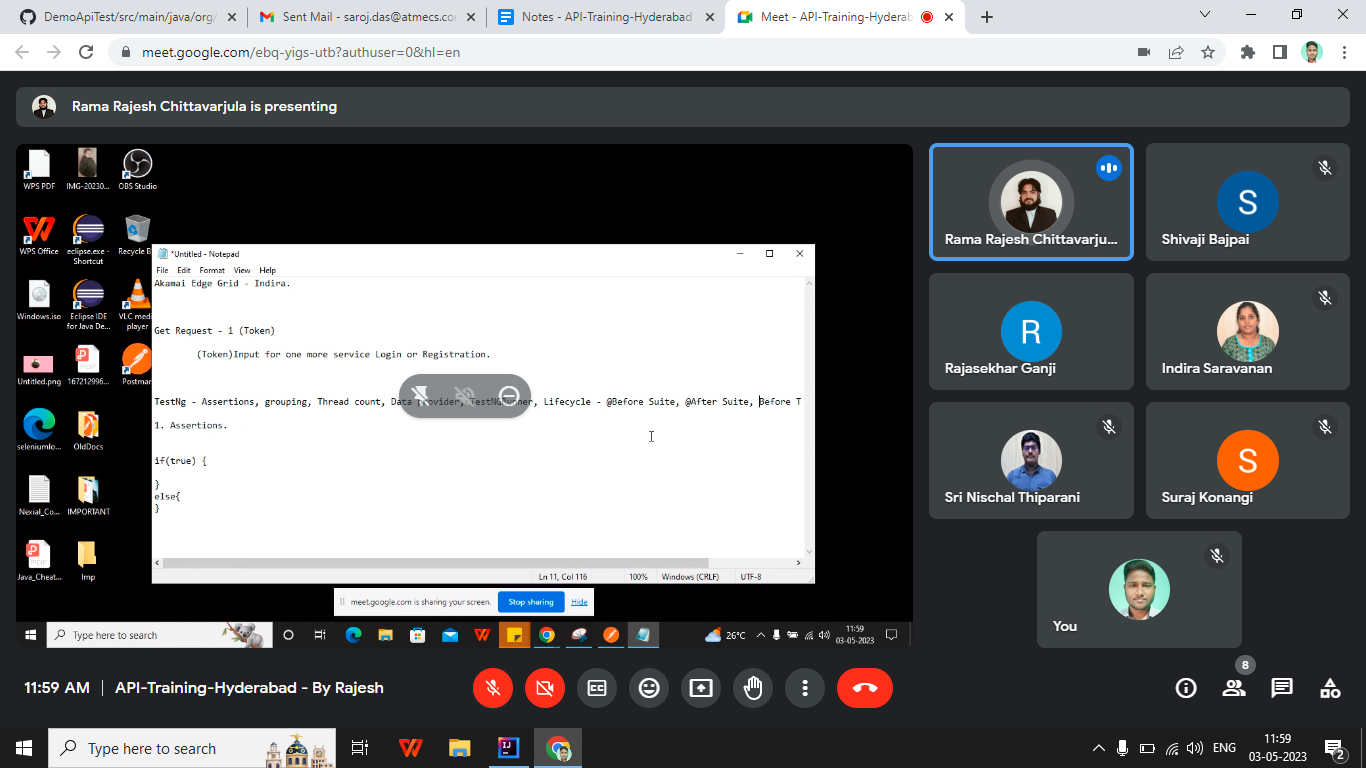 DemoApiTest/src/main/java/org/
Sent Mail - saroj.das@atmecs.co
Notes - API-Training-Hyderabad
Meet - API-Training-Hyderab
meet.google.com/ebq-yigs-utb?authuser=0&hl=en
Rama Rajesh Chittavarjula is presenting
WPS PDF
IMG-20230...
OBS Studio
WPS Office
eclipse.exe - Shortcut
Recycle B
Windows.iso
Eclipse IDE for Java De...
VLC media player
Untitled.png
167212996...
Postman
seleniumlo...
OldDocs
Nexial_Co...
IMPORTANT
Java_Cheat...
Imp
*Untitled - Notepad
File Edit Format View Help
Akamai Edge Grid - Indira.
Get Request - 1 (Token)
(Token)Input for one more service Login or Registration.
TestNg - Assertions, grouping, Thread count, Data provider, TestNGRunner, Lifecycle - @Before Suite, @After Suite, Before T
1. Assertions.
if(true) {
}
else{
}
Ln 11, Col 116 100% Windows (CRLF) UTF-8
meet.google.com is sharing your screen. Stop sharing Hide
Type here to search
26°C
11:59
03-05-2023
Rama Rajesh Chittavarju...
S
Shivaji Bajpai
R
Rajasekhar Ganji
Indira Saravanan
Sri Nischal Thiparani
S
Suraj Konangi
You
11:59 AM | API-Training-Hyderabad - By Rajesh
8
Type here to search
ENG
11:59
03-05-2023
2